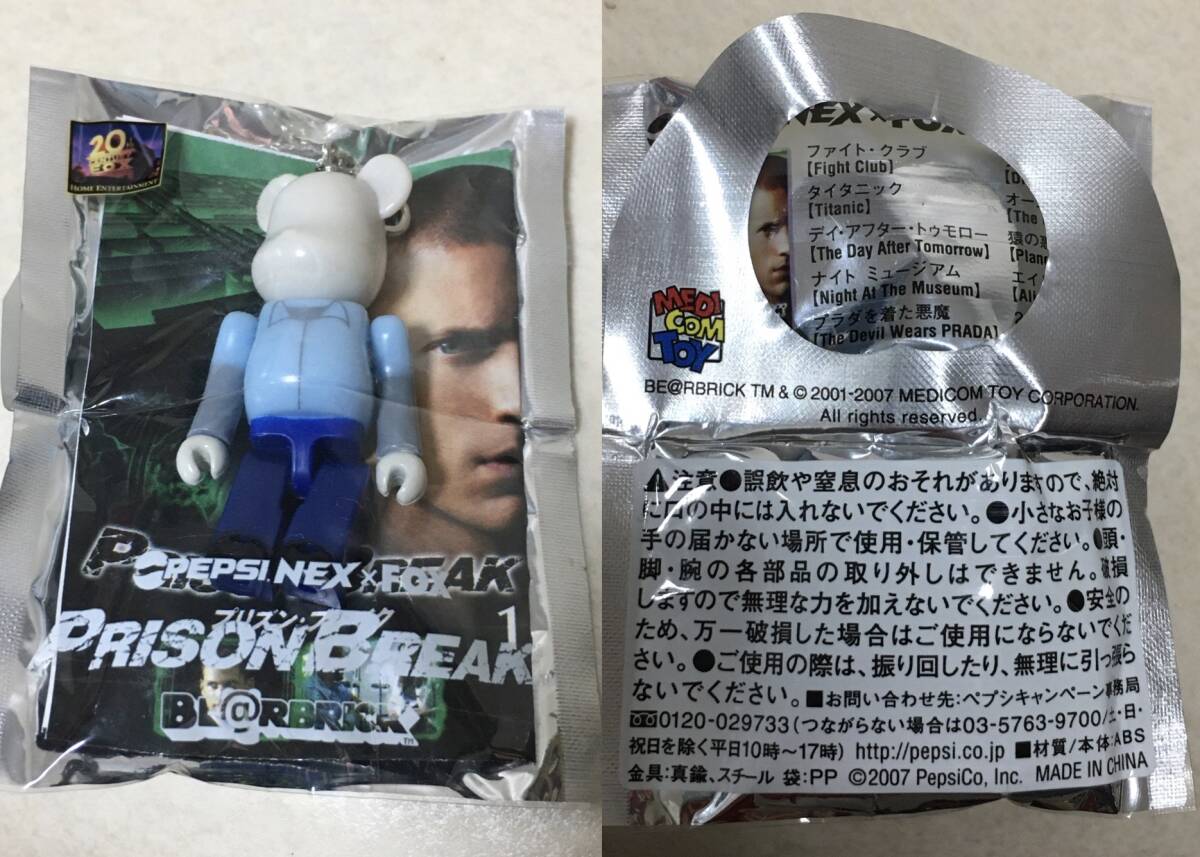 20th
CENTURY
FOX
HOME ENTERTAINMENT
PRISON BREAK
PEPSI NEX×FOX
プリズン・ブレイク
1
PRISON BREAK
BE@RBRICK
TM
NEX×FOX
ファイト・クラブ
[Fight Club]
タイタニック
[Titanic]
オー
[The
デイ・アフター・トゥモロー
[The Day After Tomorrow]
猿の惑
[Plan
ナイト ミュージアム
[Night At The Museum]
エイ
[Ali
プラダを着た悪魔
[The Devil Wears PRADA]
MEDI
COM
TOY
BE@RBRICK TM & © 2001-2007 MEDICOM TOY CORPORATION.
All rights reserved.
⚠注意●誤飲や窒息のおそれがありますので、絶対
に口の中には入れないでください。●小さなお子様の
手の届かない場所で使用・保管してください。●頭・
脚・腕の各部品の取り外しはできません。破損
しますので無理な力を加えないでください。●安全の
ため、万一破損した場合はご使用にならないでくだ
さい。●ご使用の際は、振り回したり、無理に引っ張ら
ないでください。■お問い合わせ先：ペプシキャンペーン事務局
0120-029733（つながらない場合は03-5763-9700/土・日・
祝日を除く平日10時～17時）http://pepsi.co.jp ■材質/本体：ABS
金具：真鍮、スチール 袋：PP ©2007 PepsiCo, Inc. MADE IN CHINA